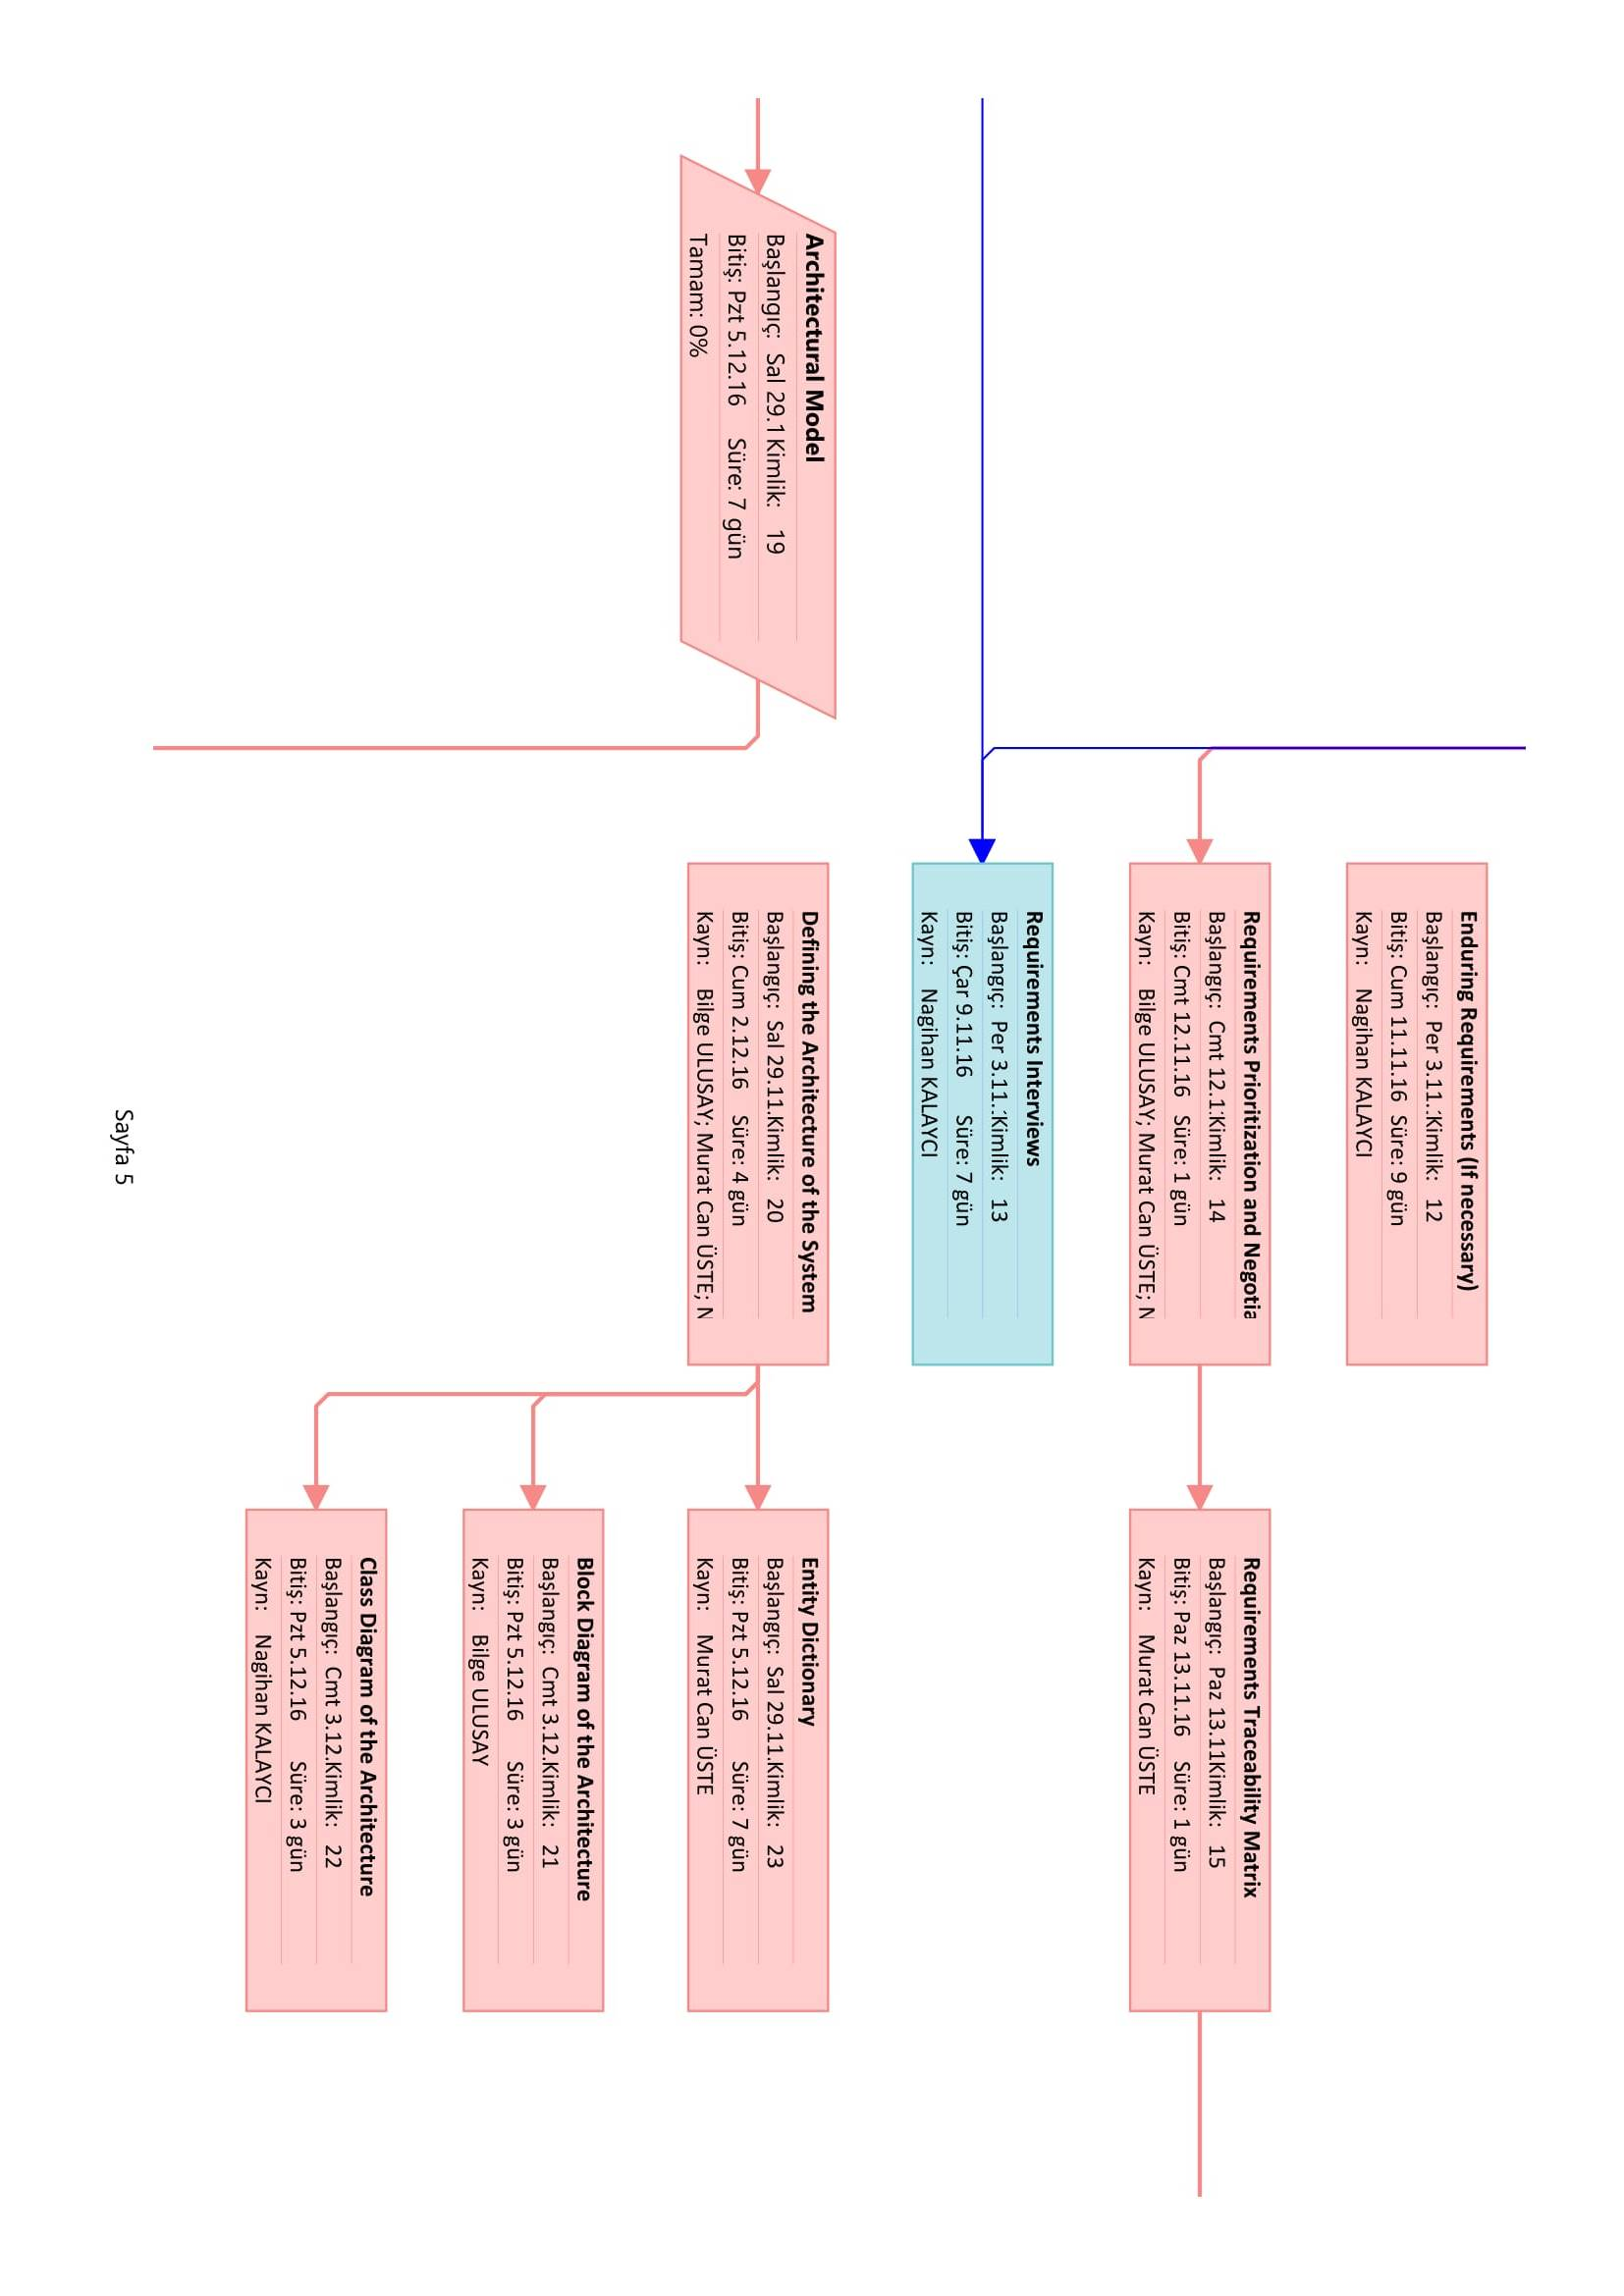 Enduring Requirements (If necessary)
Başlangıç: Per 3.11. Kimlik: 12
Bitiş: Cum 11.11.16 Süre: 9 gün
Kayn: Nagihan KALAYCI
Requirements Prioritization and Negotia
Başlangıç: Cmt 12.1 Kimlik: 14
Bitiş: Cmt 12.11.16 Süre: 1 gün
Kayn: Bilge ULUSAY; Murat Can ÜSTE; N
Requirements Traceability Matrix
Başlangıç: Paz 13.11 Kimlik: 15
Bitiş: Paz 13.11.16 Süre: 1 gün
Kayn: Murat Can ÜSTE
Requirements Interviews
Başlangıç: Per 3.11. Kimlik: 13
Bitiş: Çar 9.11.16 Süre: 7 gün
Kayn: Nagihan KALAYCI
Architectural Model
Başlangıç: Sal 29.1 Kimlik: 19
Bitiş: Pzt 5.12.16 Süre: 7 gün
Tamam: 0%
Defining the Architecture of the System
Başlangıç: Sal 29.11. Kimlik: 20
Bitiş: Cum 2.12.16 Süre: 4 gün
Kayn: Bilge ULUSAY; Murat Can ÜSTE; N
Entity Dictionary
Başlangıç: Sal 29.11. Kimlik: 23
Bitiş: Pzt 5.12.16 Süre: 7 gün
Kayn: Murat Can ÜSTE
Block Diagram of the Architecture
Başlangıç: Cmt 3.12. Kimlik: 21
Bitiş: Pzt 5.12.16 Süre: 3 gün
Kayn: Bilge ULUSAY
Class Diagram of the Architecture
Başlangıç: Cmt 3.12. Kimlik: 22
Bitiş: Pzt 5.12.16 Süre: 3 gün
Kayn: Nagihan KALAYCI
Sayfa 5